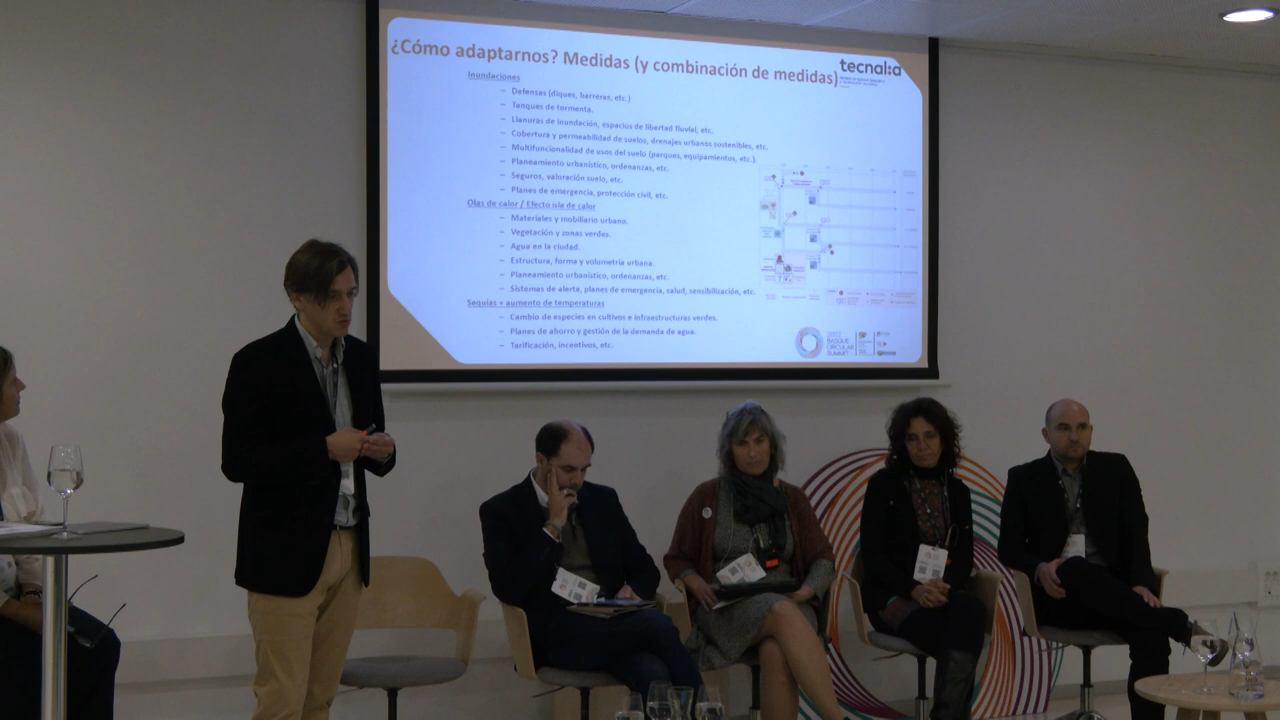 ¿Cómo adaptarnos? Medidas (y combinación de medidas)
tecnal:a
Inundaciones
– Defensas (diques, barreras, etc.)
– Tanques de tormenta.
– Llanuras de inundación, espacios de libertad fluvial, etc.
– Cobertura y permeabilidad de suelos, drenajes urbanos sostenibles, etc.
– Multifuncionalidad de usos del suelo (parques, equipamientos, etc.).
– Planeamiento urbanístico, ordenanzas, etc.
– Seguros, valoración suelo, etc.
– Planes de emergencia, protección civil, etc.
Olas de calor / Efecto isla de calor
– Materiales y mobiliario urbano.
– Vegetación y zonas verdes.
– Agua en la ciudad.
– Estructura, forma y volumetría urbana.
– Planeamiento urbanístico, ordenanzas, etc.
– Sistemas de alerta, planes de emergencia, salud, sensibilización, etc.
Sequías + aumento de temperaturas
– Cambio de especies en cultivos e infraestructuras verdes.
– Planes de ahorro y gestión de la demanda de agua.
– Tarificación, incentivos, etc.
BASQUE
CIRCULAR
SUMMIT